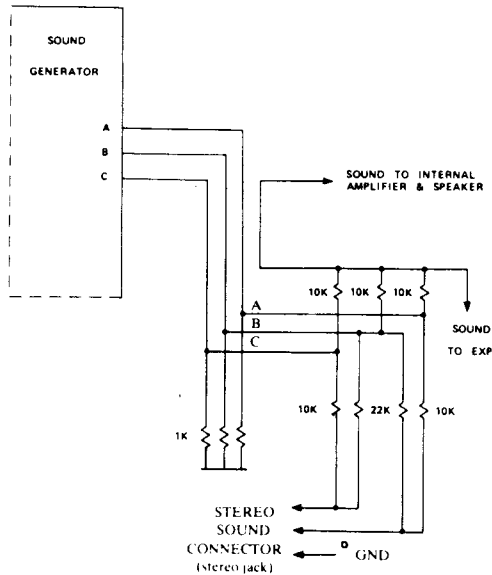 SOUND
GENERATOR
A
B
C
SOUND TO INTERNAL
AMPLIFIER & SPEAKER
10K 10K 10K
A
B
C
SOUND
TO EXP
10K 22K 10K
1K
STEREO
SOUND
CONNECTOR
(stereo jack)
GND